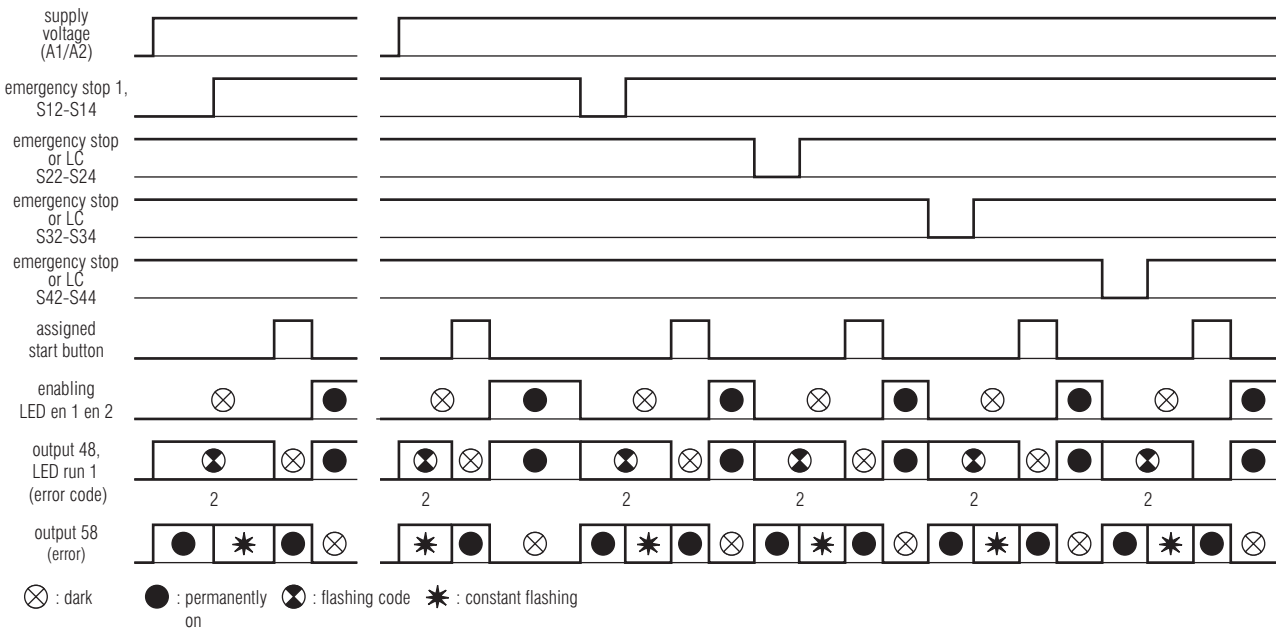 supply
voltage
(A1/A2)
emergency stop 1,
S12-S14
emergency stop
or LC
S22-S24
emergency stop
or LC
S32-S34
emergency stop
or LC
S42-S44
assigned
start button
enabling
LED en 1 en 2
output 48,
LED run 1
(error code)
2 2 2 2 2 2
output 58
(error)
: dark : permanently : flashing code : constant flashing
on